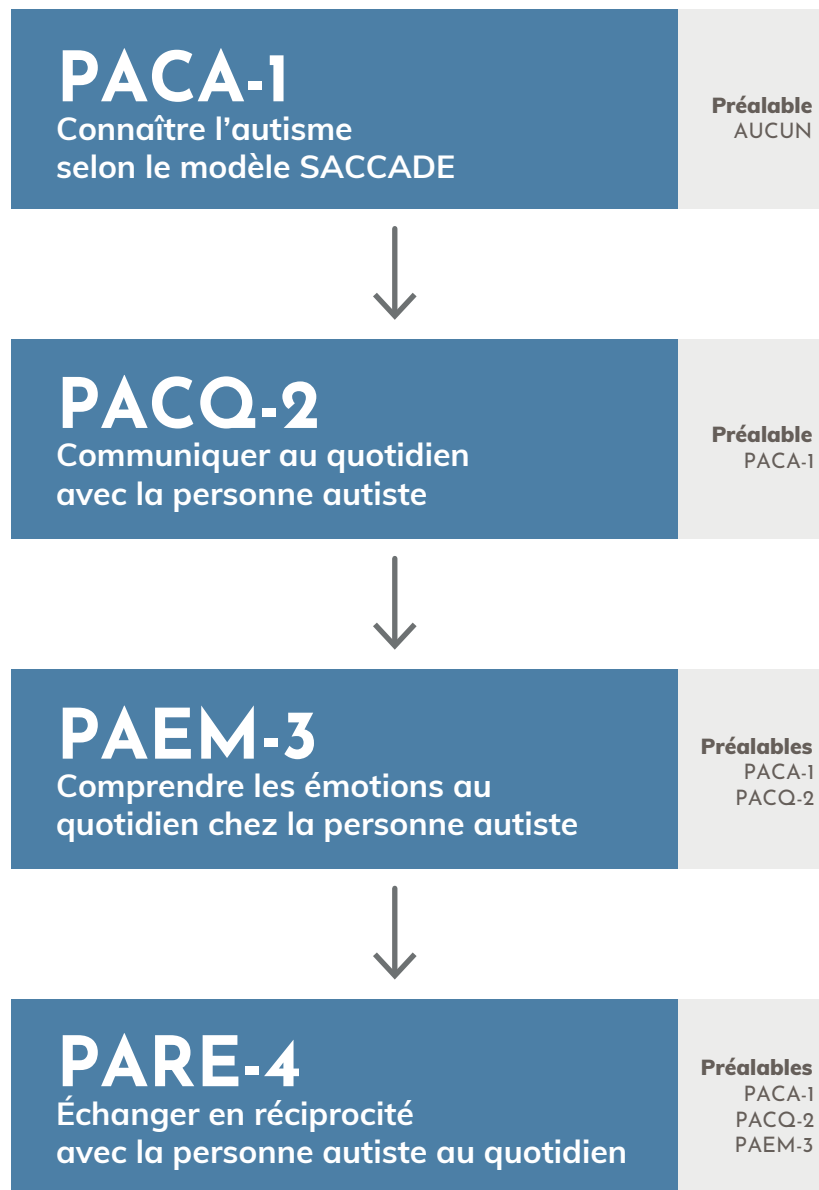 PACA-1
Connaître l’autisme
selon le modèle SACCADE
Préalable
AUCUN
PACQ-2
Communiquer au quotidien
avec la personne autiste
Préalable
PACA-1
PAEM-3
Comprendre les émotions au
quotidien chez la personne autiste
Préalables
PACA-1
PACQ-2
PARE-4
Échanger en réciprocité
avec la personne autiste au quotidien
Préalables
PACA-1
PACQ-2
PAEM-3